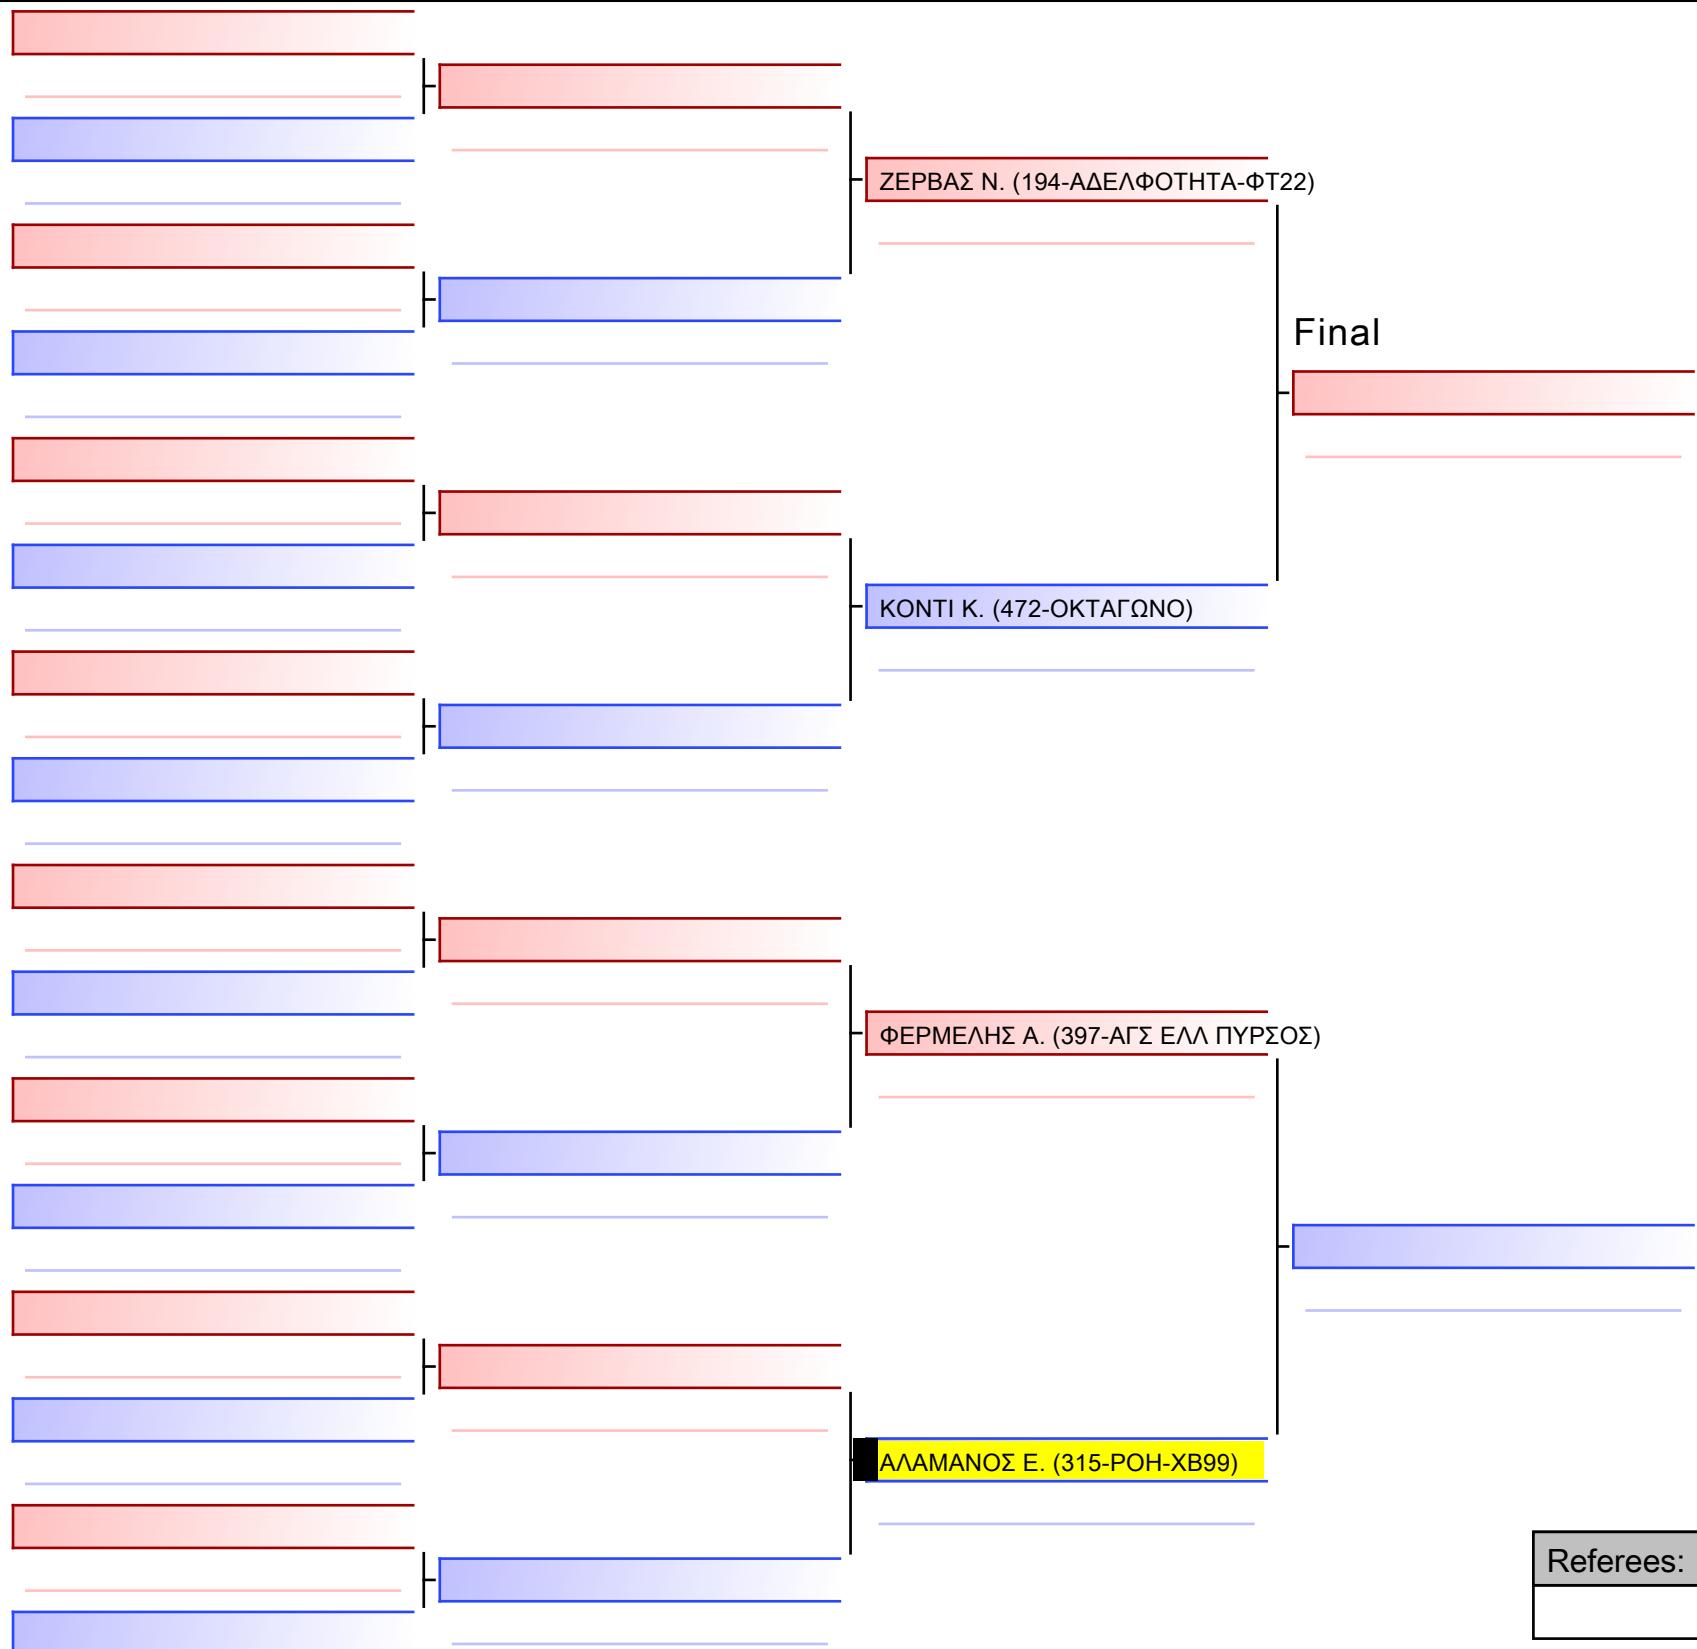 ΖΕΡΒΑΣ Ν. (194-ΑΔΕΛΦΟΤΗΤΑ-ΦΤ22)
Final
ΚΟΝΤΙ Κ. (472-ΟΚΤΑΓΩΝΟ)
ΦΕΡΜΕΛΗΣ Α. (397-ΑΓΣ ΕΛΛ ΠΥΡΣΟΣ)
ΑΛΑΜΑΝΟΣ Ε. (315-ΡΟΗ-ΧΒ99)
Referees: